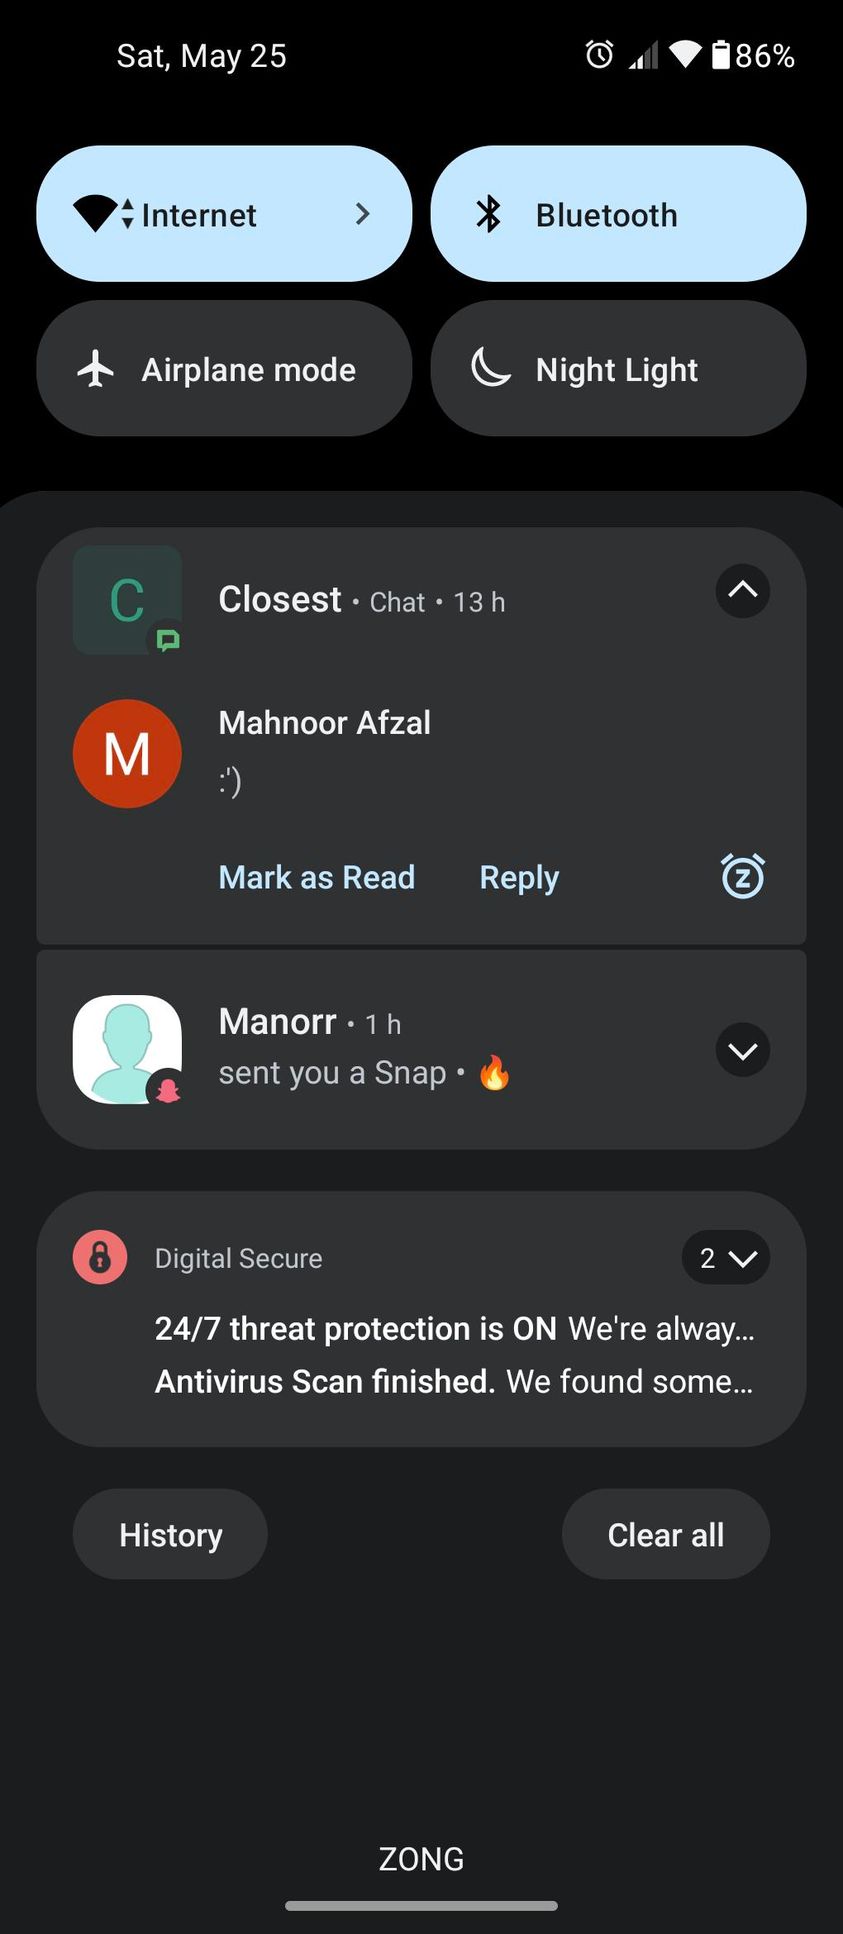 Sat, May 25 86%
Internet Bluetooth
Airplane mode Night Light
C Closest • Chat • 13 h
M Mahnoor Afzal
:')
Mark as Read Reply
Manorr • 1 h
sent you a Snap • 🔥
Digital Secure 2
24/7 threat protection is ON We're alway...
Antivirus Scan finished. We found some...
History Clear all
ZONG